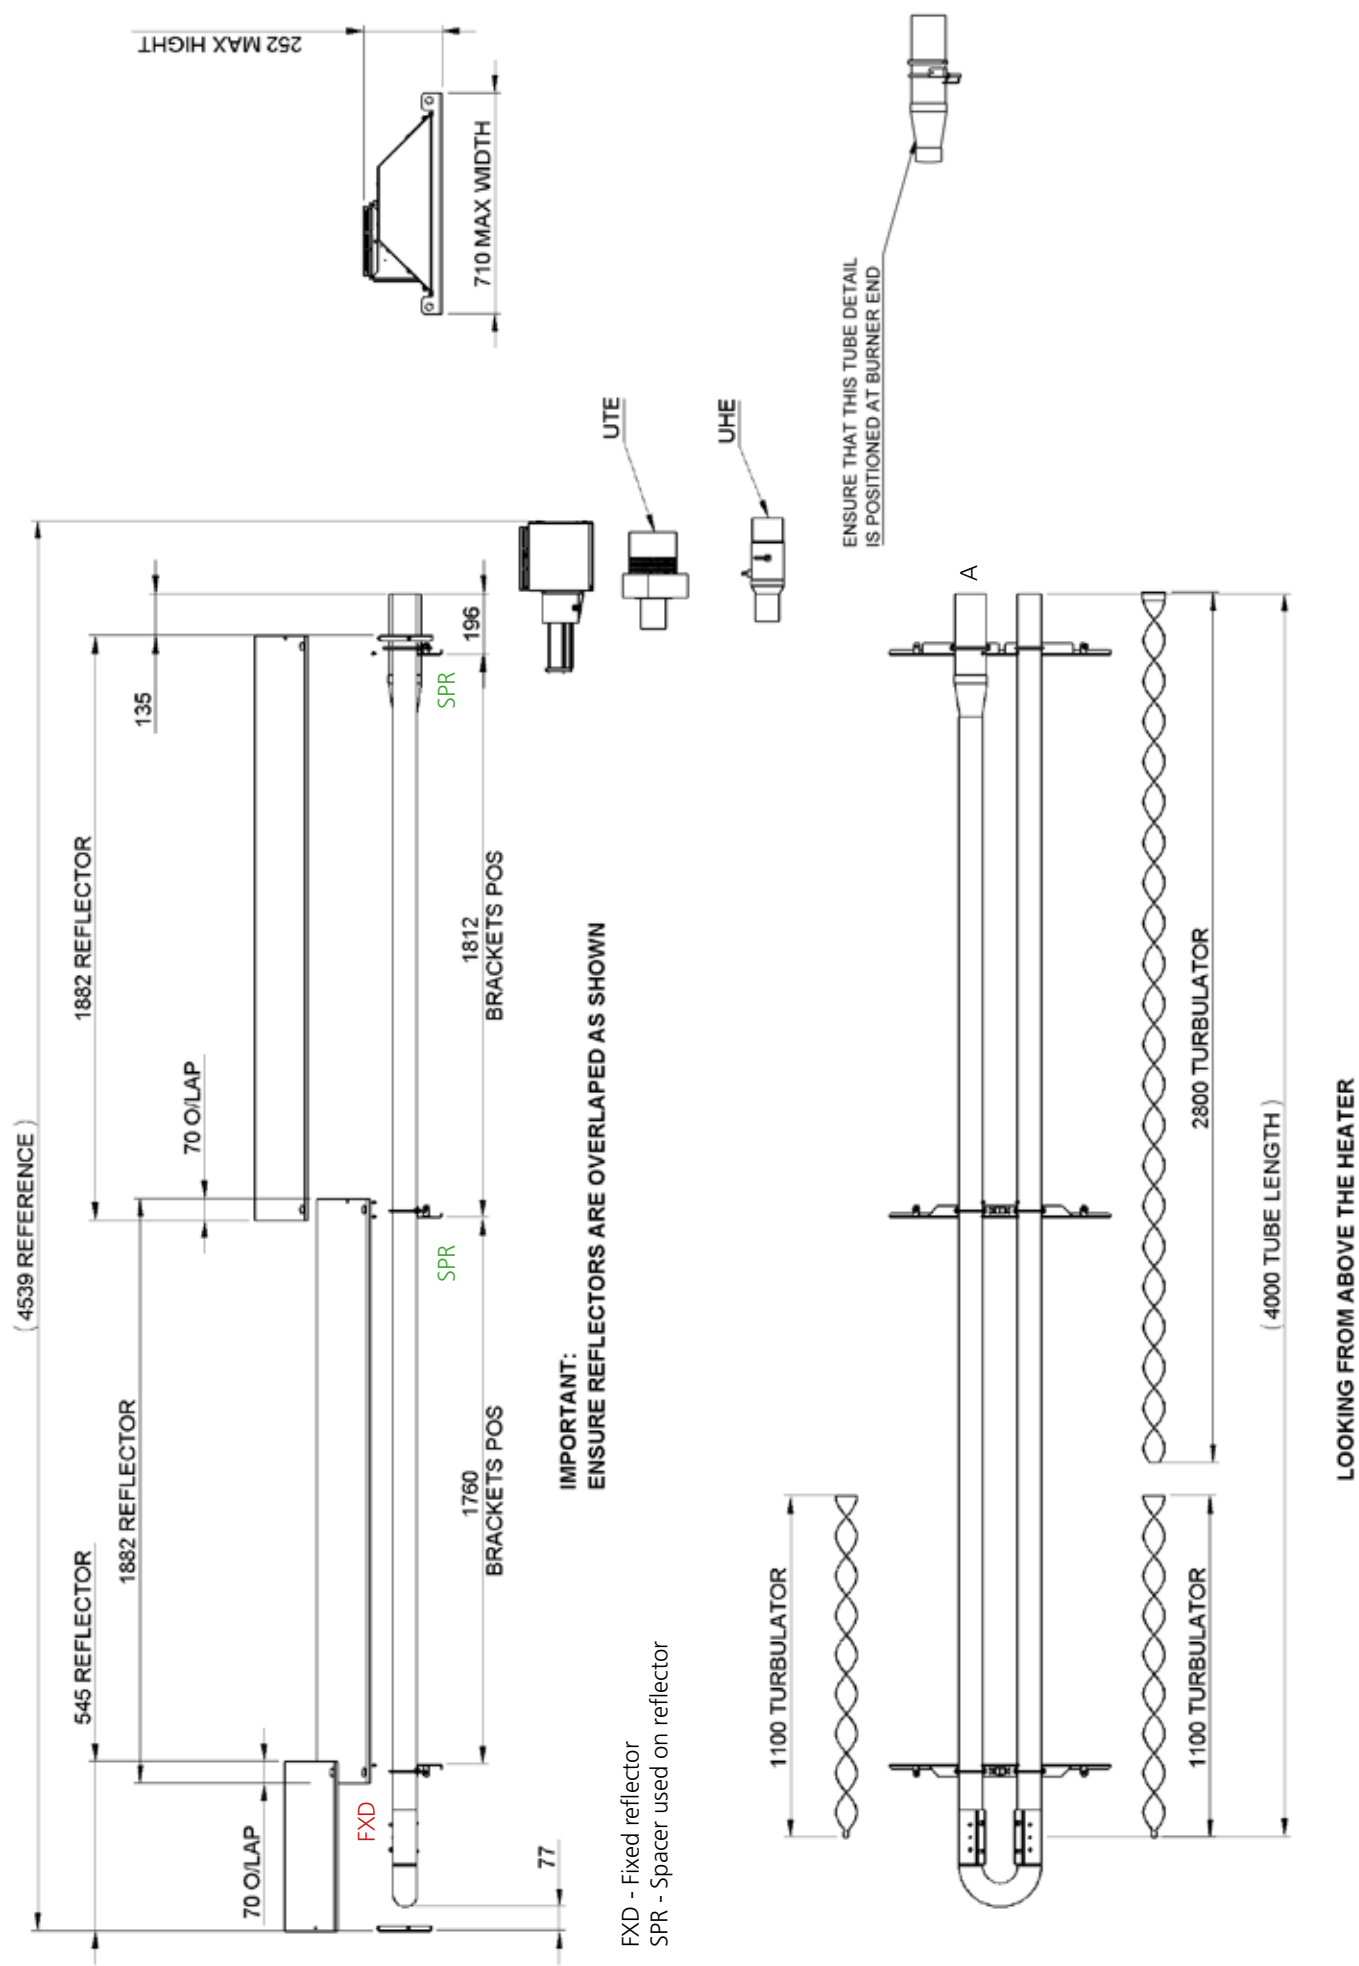 252 MAX HIGHT
710 MAX WIDTH
ENSURE THAT THIS TUBE DETAIL
IS POSITIONED AT BURNER END
UTE
UHE
( 4539 REFERENCE )
135
1882 REFLECTOR
70 O/LAP
1882 REFLECTOR
545 REFLECTOR
70 O/LAP
196
SPR
1812
BRACKETS POS
SPR
1760
BRACKETS POS
FXD
77
IMPORTANT:
ENSURE REFLECTORS ARE OVERLAPED AS SHOWN
FXD - Fixed reflector
SPR - Spacer used on reflector
A
1100 TURBULATOR
2800 TURBULATOR
1100 TURBULATOR
( 4000 TUBE LENGTH )
LOOKING FROM ABOVE THE HEATER